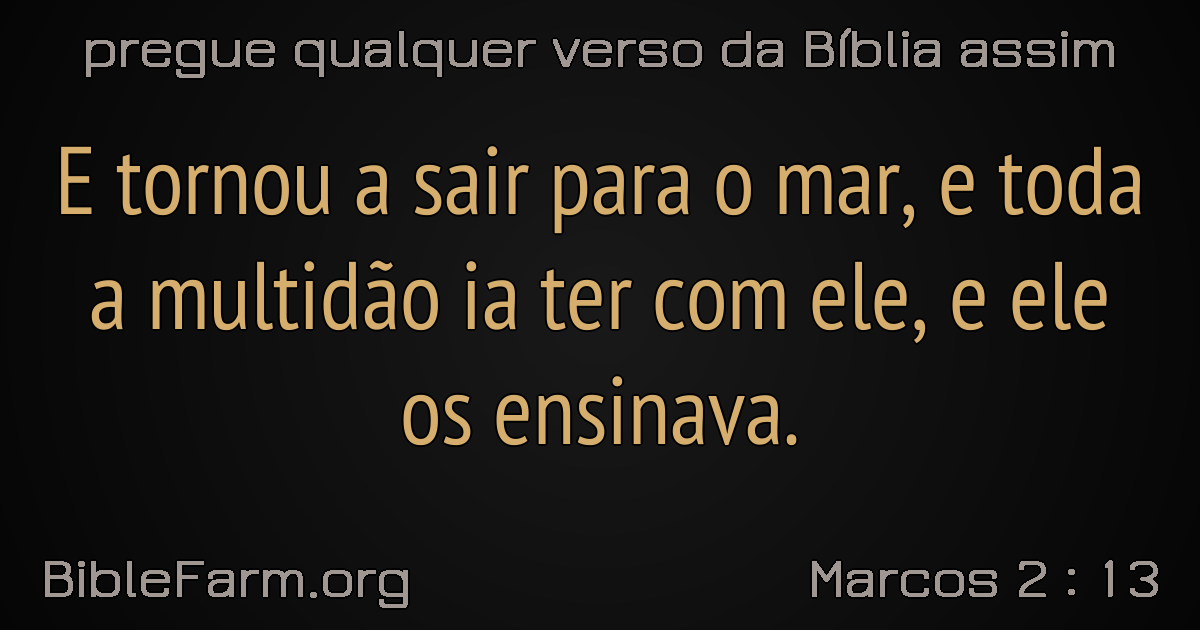 pregue qualquer verso da Bíblia assim
E tornou a sair para o mar, e toda
a multidão ia ter com ele, e ele
os ensinava.
BibleFarm.org
Marcos 2 : 13